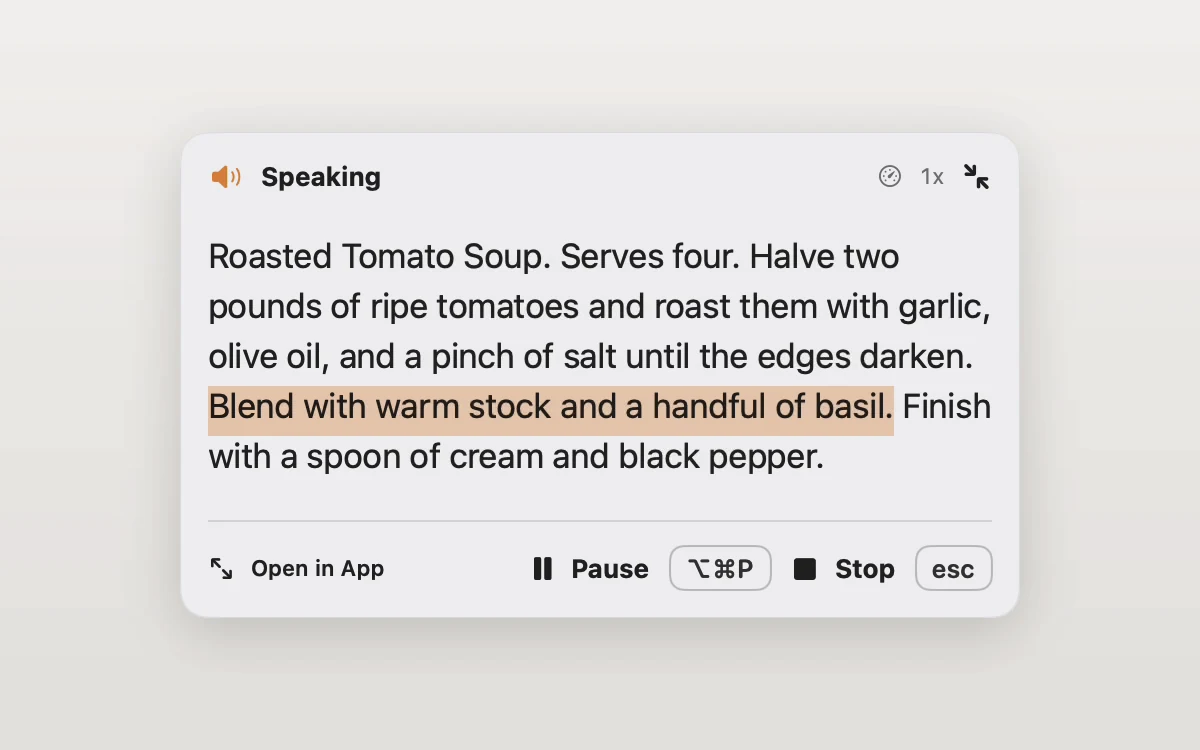 Speaking
1x
Roasted Tomato Soup. Serves four. Halve two
pounds of ripe tomatoes and roast them with garlic,
olive oil, and a pinch of salt until the edges darken.
Blend with warm stock and a handful of basil. Finish
with a spoon of cream and black pepper.
Open in App
Pause
⌥⌘P
Stop
esc